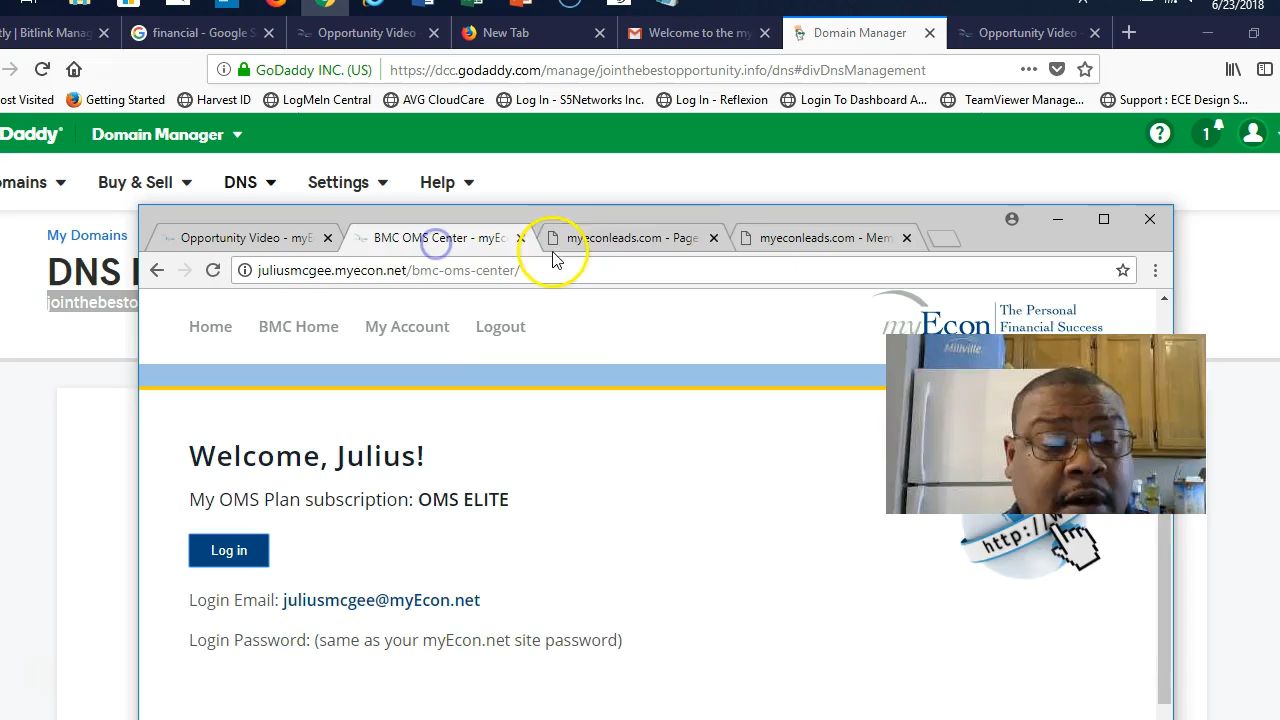 6/23/2018
tly | Bitlink Manag
financial - Google S
Opportunity Video
New Tab
Welcome to the my
Domain Manager
Opportunity Video -
GoDaddy INC. (US)
https://dcc.godaddy.com/manage/jointhebestopportunity.info/dns#divDnsManagement
ost Visited
Getting Started
Harvest ID
LogMeIn Central
AVG CloudCare
Log In - S5Networks Inc.
Log In - Reflexion
Login To Dashboard A...
TeamViewer Manage...
Support : ECE Design S...
Daddy
Domain Manager
? 1
mains
Buy & Sell
DNS
Settings
Help
My Domains
DNS
jointhebesto
Opportunity Video - myE
BMC OMS Center - myEc
myeconleads.com - Page
myeconleads.com - Mem
juliusmcgee.myecon.net/bmc-oms-center/
Home
BMC Home
My Account
Logout
myEcon
The Personal
Financial Success
Millville
Welcome, Julius!
My OMS Plan subscription: OMS ELITE
Log in
http://
Login Email: juliusmcgee@myEcon.net
Login Password: (same as your myEcon.net site password)